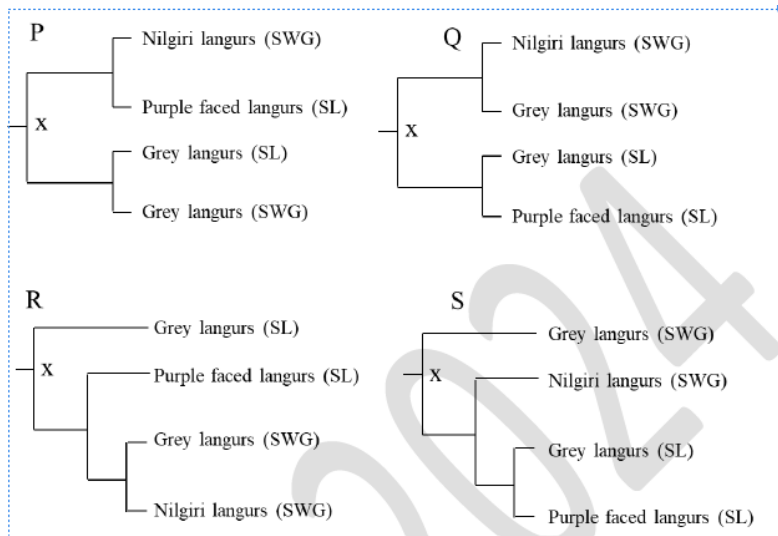 P
Nilgiri langurs (SWG)
Purple faced langurs (SL)
X
Grey langurs (SL)
Grey langurs (SWG)
Q
Nilgiri langurs (SWG)
Grey langurs (SWG)
X
Grey langurs (SL)
Purple faced langurs (SL)
R
Grey langurs (SL)
X
Purple faced langurs (SL)
Grey langurs (SWG)
Nilgiri langurs (SWG)
S
Grey langurs (SWG)
X
Nilgiri langurs (SWG)
Grey langurs (SL)
Purple faced langurs (SL)
2024